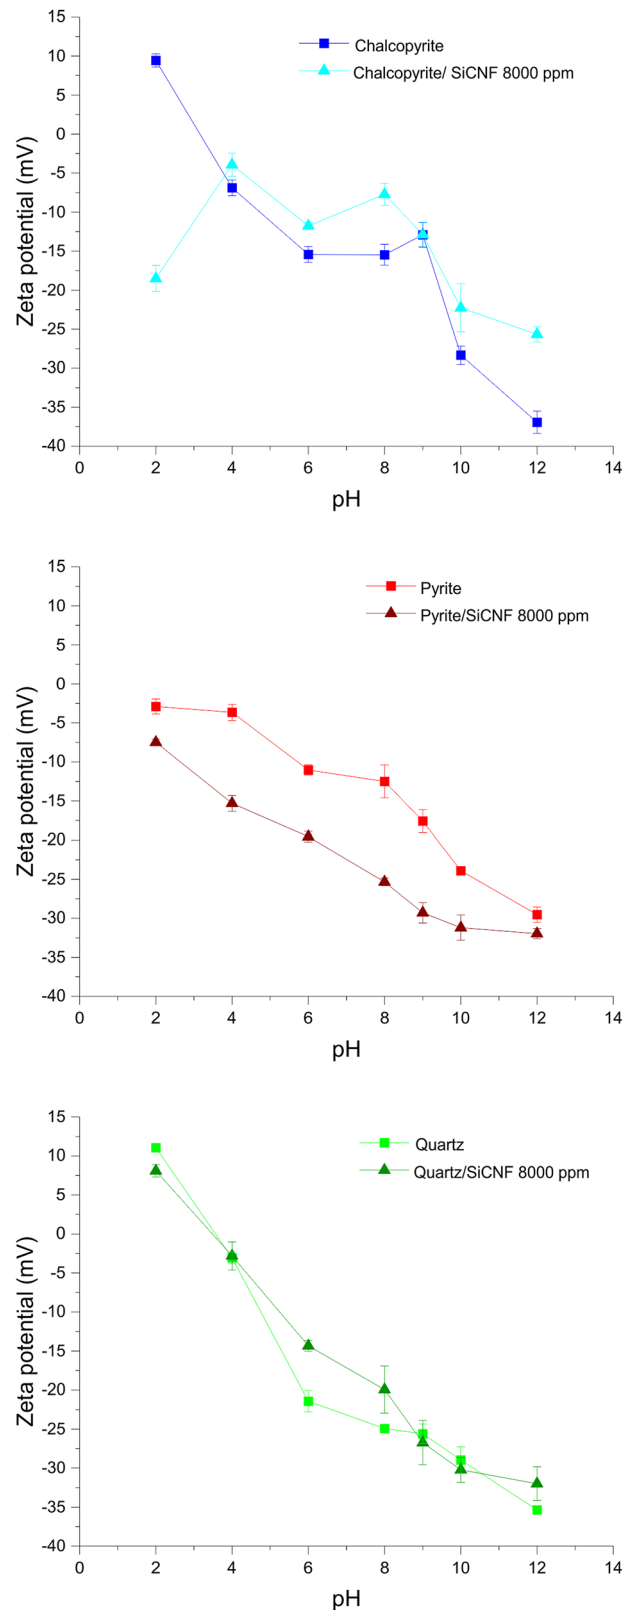 15
10
5
0
-5
-10
-15
-20
-25
-30
-35
-40
Zeta potential (mV)
Chalcopyrite
Chalcopyrite/ SiCNF 8000 ppm
0 2 4 6 8 10 12 14
pH
15
10
5
0
-5
-10
-15
-20
-25
-30
-35
-40
Zeta potential (mV)
Pyrite
Pyrite/SiCNF 8000 ppm
0 2 4 6 8 10 12 14
pH
15
10
5
0
-5
-10
-15
-20
-25
-30
-35
-40
Zeta potential (mV)
Quartz
Quartz/SiCNF 8000 ppm
0 2 4 6 8 10 12 14
pH